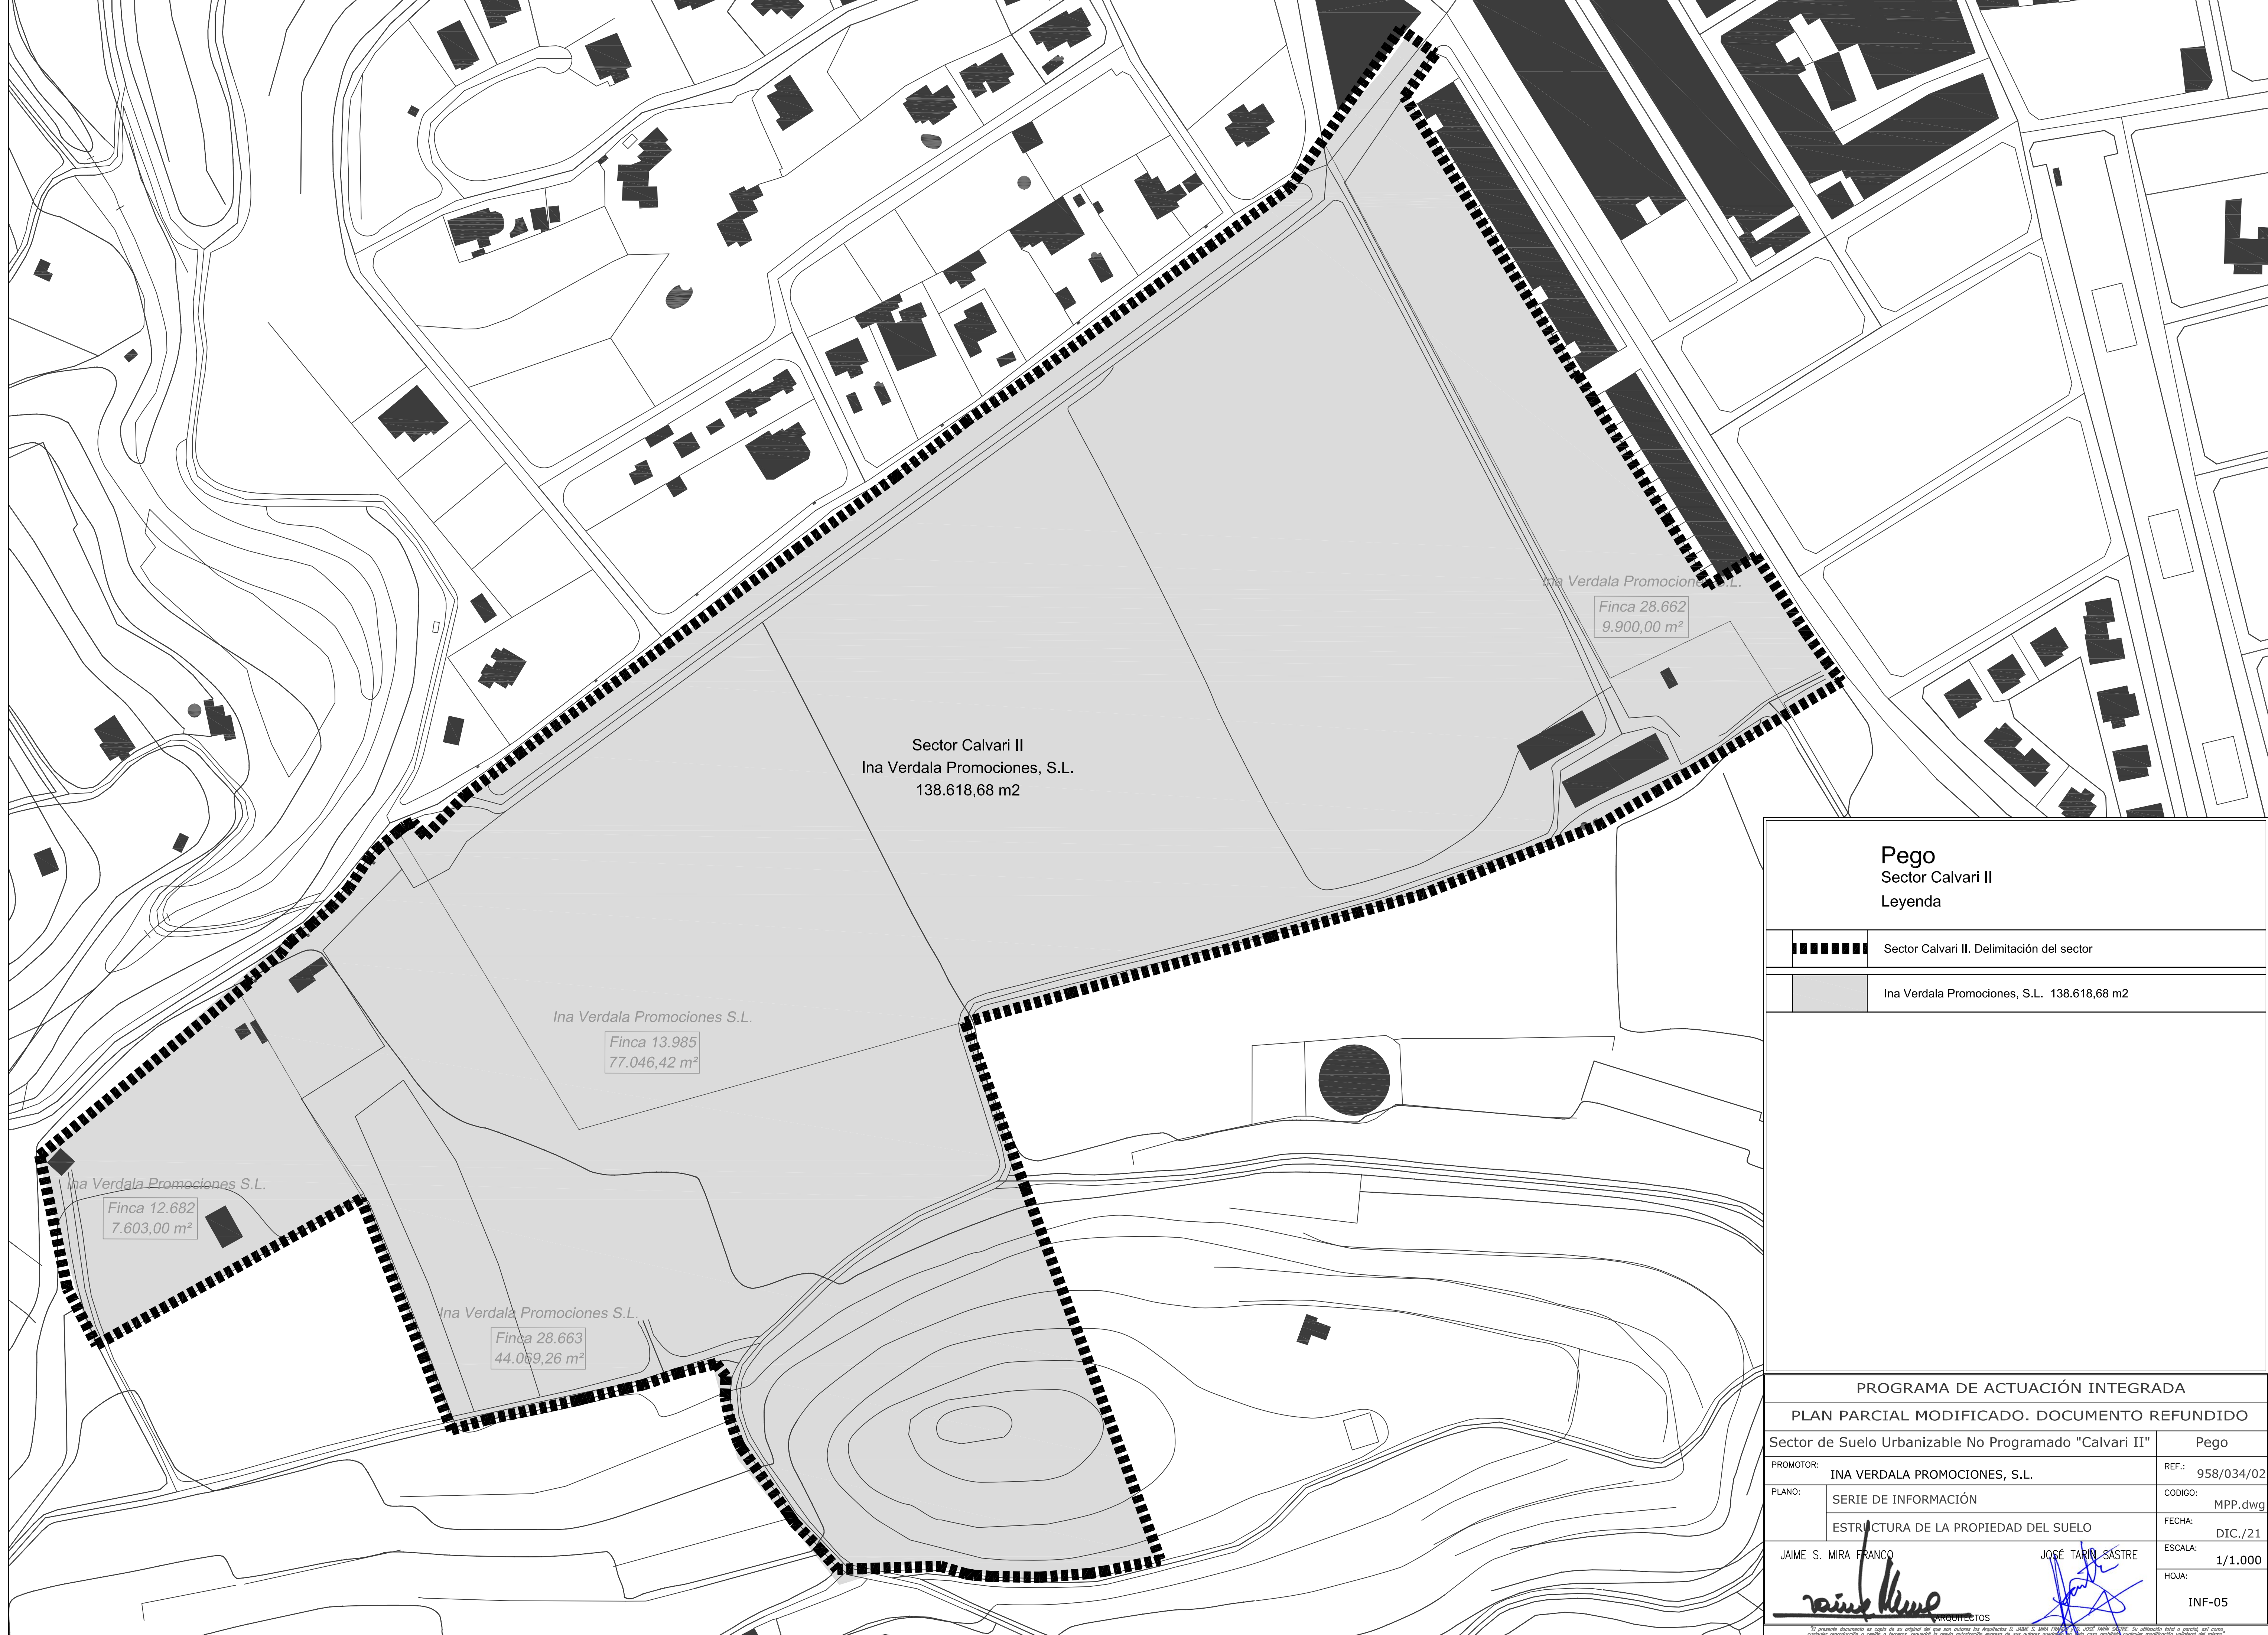 Ina Verdala Promociones S.L.
Finca 28.662
9.900,00 m²
Sector Calvari II
Ina Verdala Promociones, S.L.
138.618,68 m2
Ina Verdala Promociones S.L.
Finca 13.985
77.046,42 m²
Ina Verdala Promociones S.L.
Finca 12.682
7.603,00 m²
Ina Verdala Promociones S.L.
Finca 28.663
44.069,26 m²
Pego
Sector Calvari II
Leyenda
Sector Calvari II. Delimitación del sector
Ina Verdala Promociones, S.L. 138.618,68 m2
PROGRAMA DE ACTUACIÓN INTEGRADA
PLAN PARCIAL MODIFICADO. DOCUMENTO REFUNDIDO
Sector de Suelo Urbanizable No Programado "Calvari II"
Pego
PROMOTOR:
INA VERDALA PROMOCIONES, S.L.
REF.:
958/034/02
PLANO:
SERIE DE INFORMACIÓN
CODIGO:
MPP.dwg
ESTRUCTURA DE LA PROPIEDAD DEL SUELO
FECHA:
DIC./21
JAIME S. MIRA FRANCO
JOSÉ TARÍN SASTRE
ESCALA:
1/1.000
HOJA:
INF-05
ARQUITECTOS